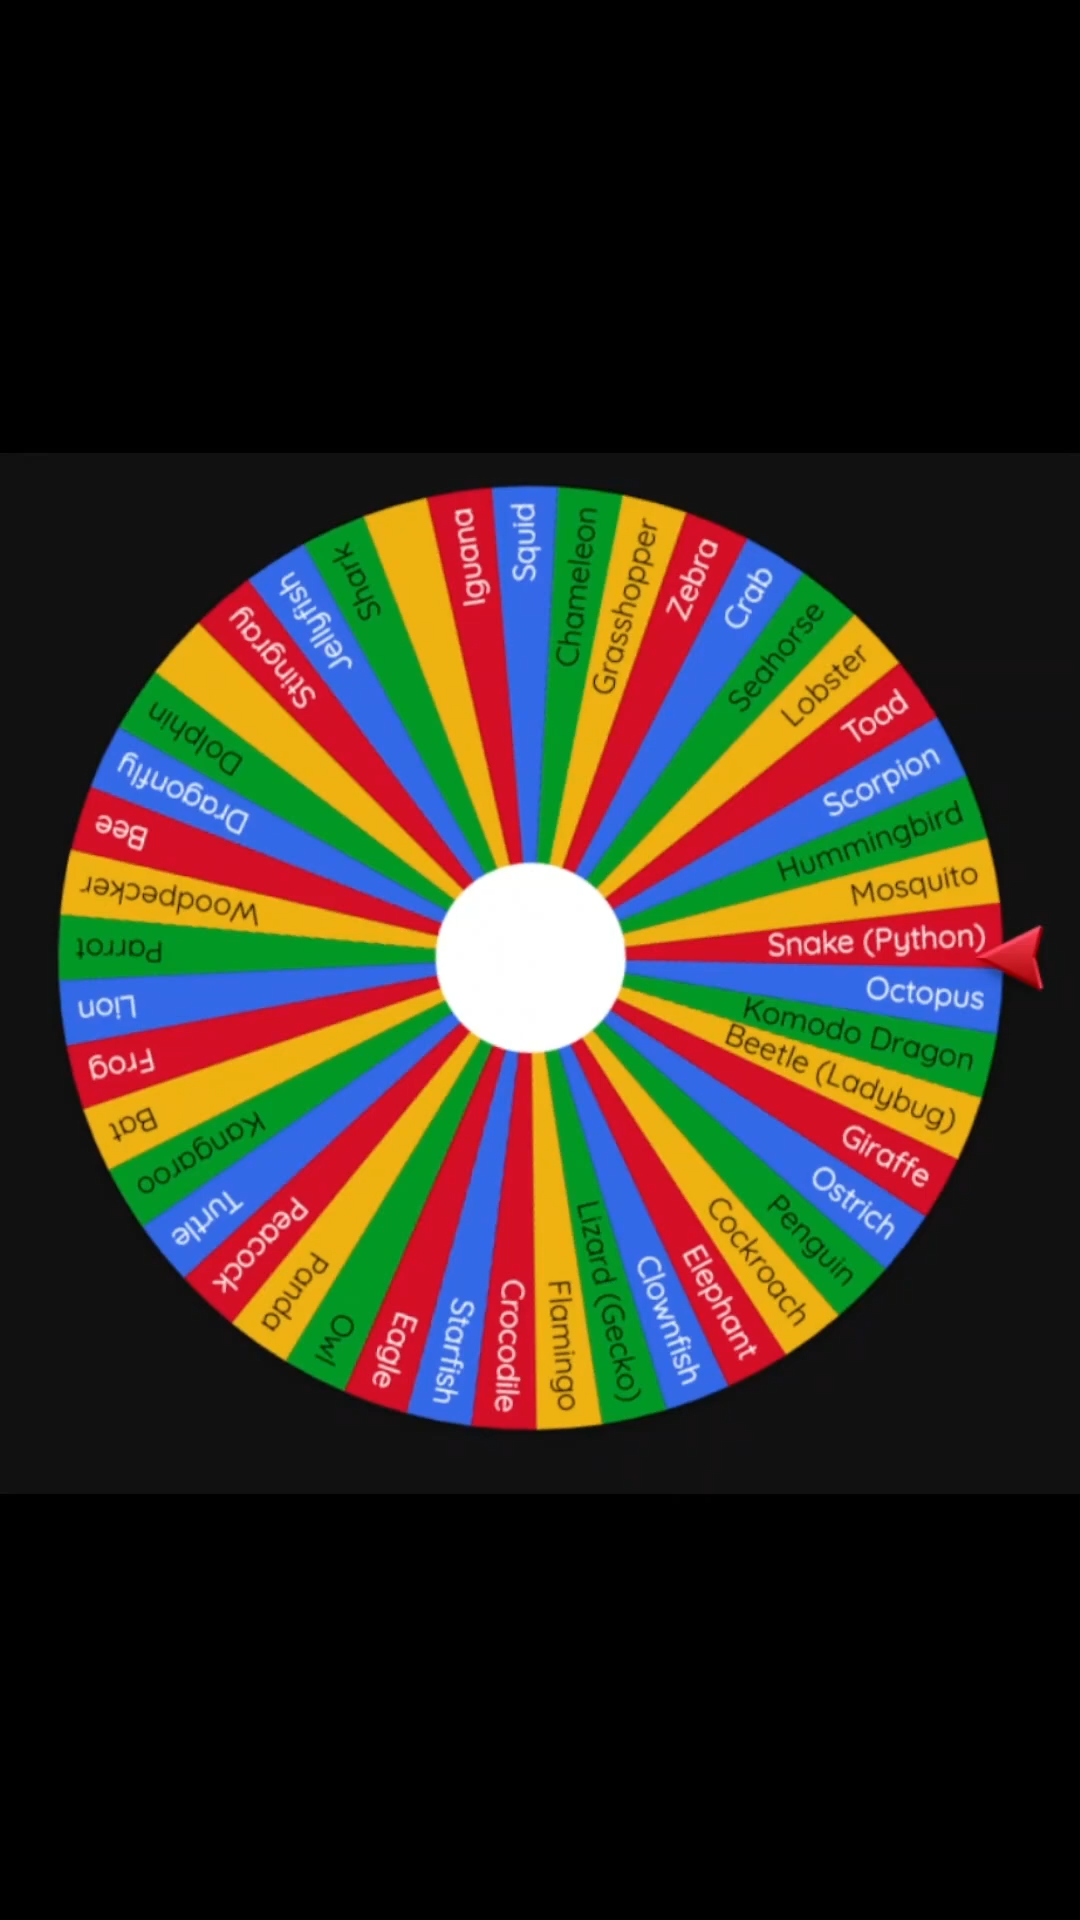 Squid
Chameleon
Grasshopper
Zebra
Crab
Seahorse
Lobster
Toad
Scorpion
Hummingbird
Mosquito
Snake (Python)
Octopus
Komodo Dragon
Beetle (Ladybug)
Giraffe
Ostrich
Penguin
Cockroach
Elephant
Clownfish
Lizard (Gecko)
Flamingo
Crocodile
Starfish
Eagle
Owl
Panda
Peacock
Turtle
Kangaroo
Bat
Frog
Lion
Parrot
Woodpecker
Bee
Dragonfly
Dolphin
Stingray
Jellyfish
Shark
Iguana